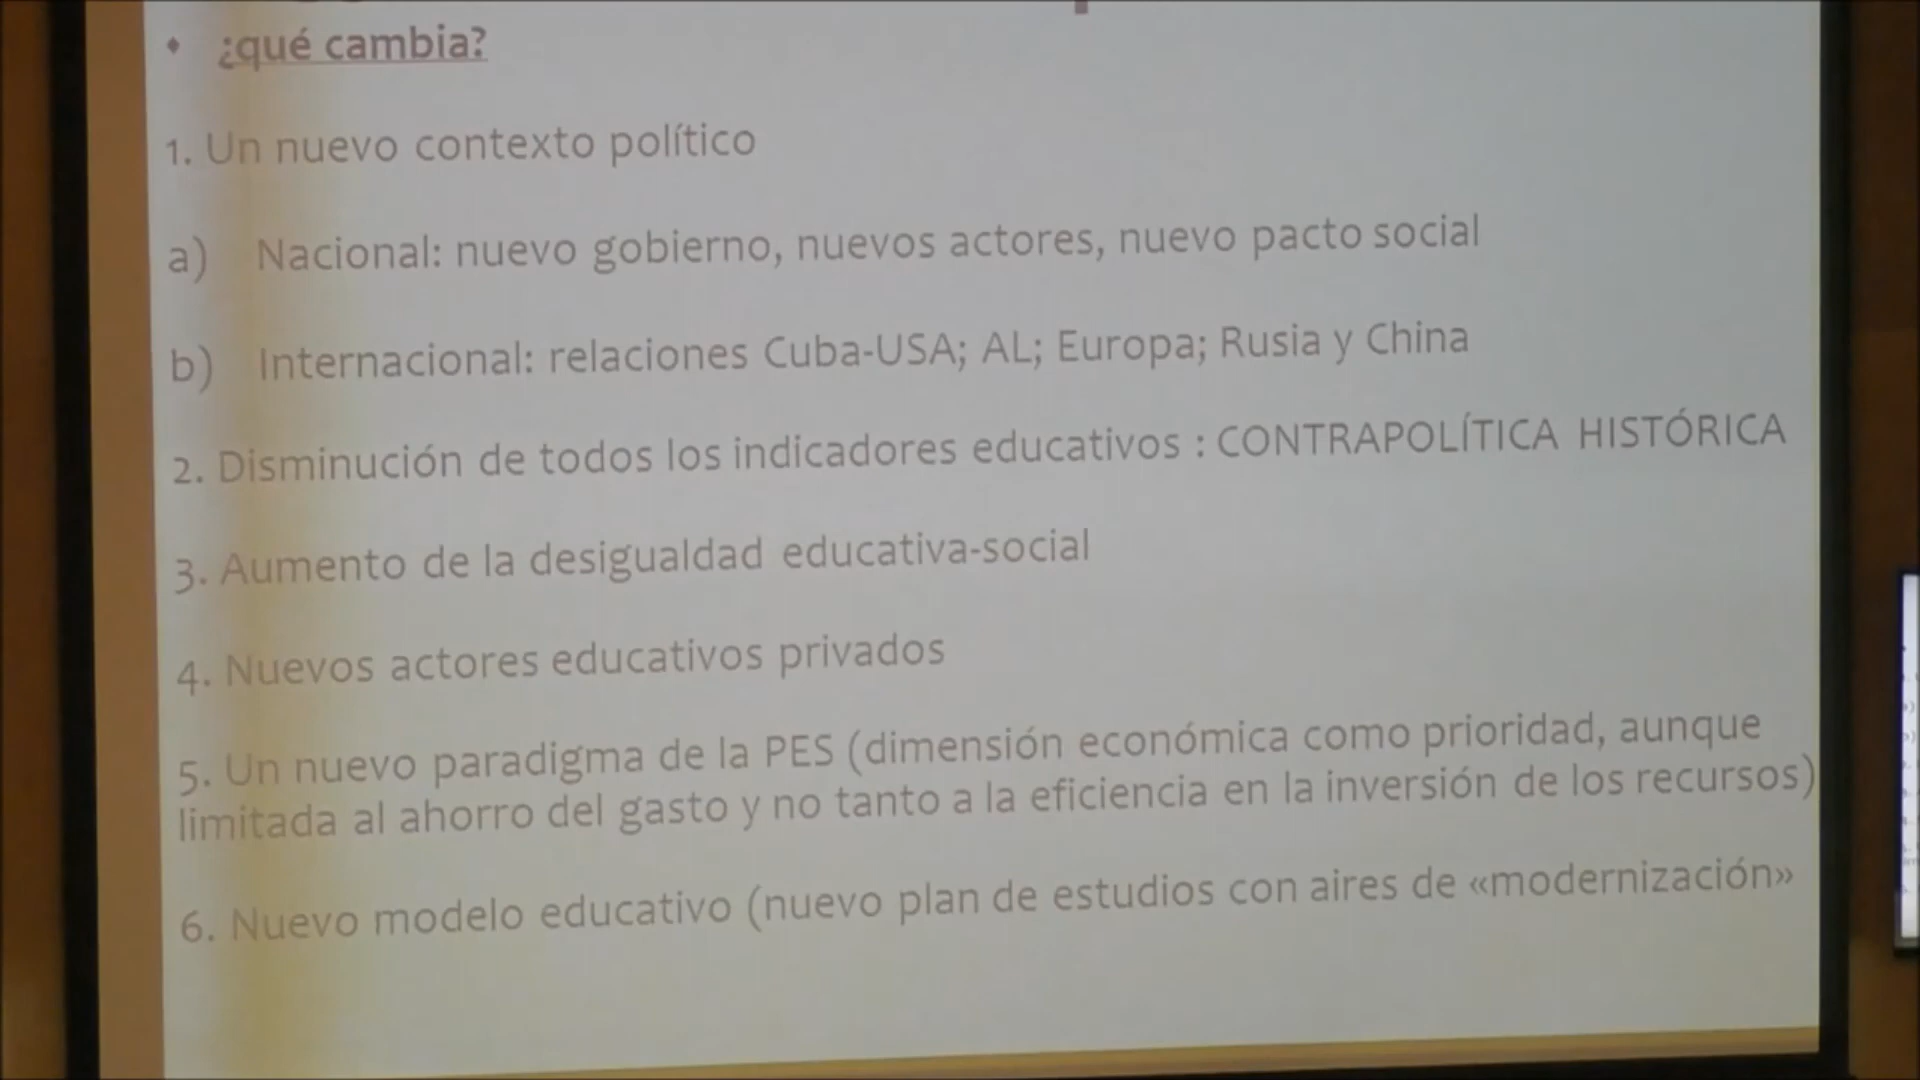 • ¿qué cambia?
1. Un nuevo contexto político
a) Nacional: nuevo gobierno, nuevos actores, nuevo pacto social
b) Internacional: relaciones Cuba-USA; AL; Europa; Rusia y China
2. Disminución de todos los indicadores educativos : CONTRAPOLÍTICA HISTÓRICA
3. Aumento de la desigualdad educativa-social
4. Nuevos actores educativos privados
5. Un nuevo paradigma de la PES (dimensión económica como prioridad, aunque
limitada al ahorro del gasto y no tanto a la eficiencia en la inversión de los recursos)
6. Nuevo modelo educativo (nuevo plan de estudios con aires de «modernización»